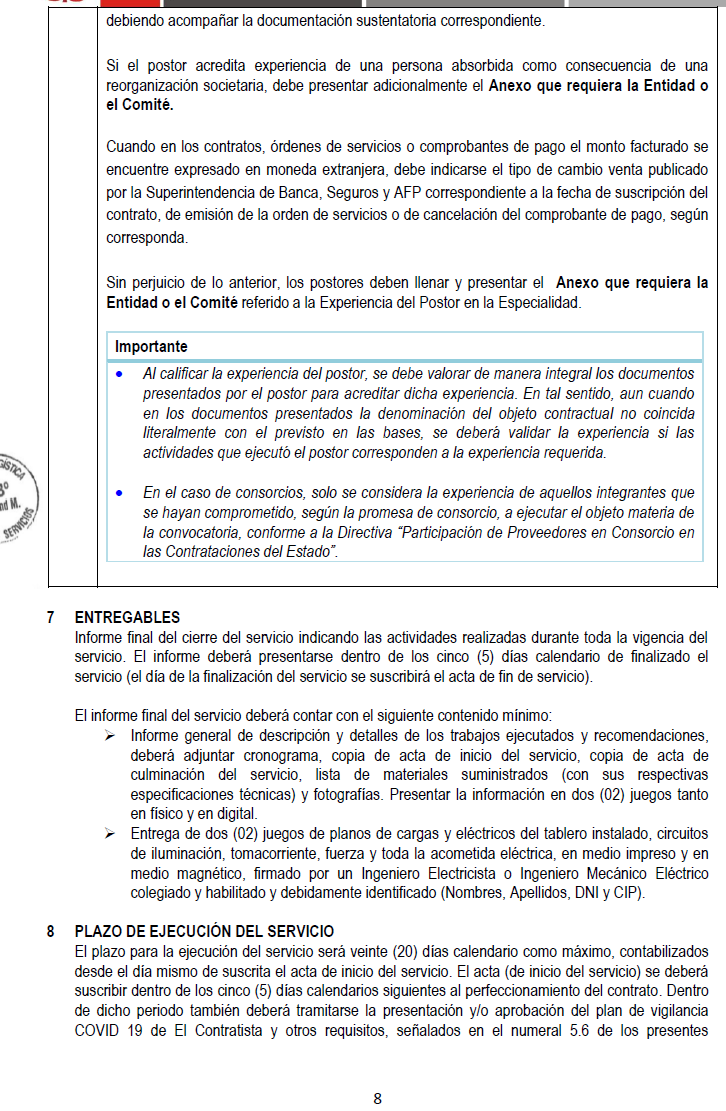 debiendo acompañar la documentación sustentatoria correspondiente.
Si el postor acredita experiencia de una persona absorbida como consecuencia de una
reorganización societaria, debe presentar adicionalmente el Anexo que requiera la Entidad o
el Comité.
Cuando en los contratos, órdenes de servicios o comprobantes de pago el monto facturado se
encuentre expresado en moneda extranjera, debe indicarse el tipo de cambio venta publicado
por la Superintendencia de Banca, Seguros y AFP correspondiente a la fecha de suscripción del
contrato, de emisión de la orden de servicios o de cancelación del comprobante de pago, según
corresponda.
Sin perjuicio de lo anterior, los postores deben llenar y presentar el Anexo que requiera la
Entidad o el Comité referido a la Experiencia del Postor en la Especialidad.
Importante
• Al calificar la experiencia del postor, se debe valorar de manera integral los documentos
presentados por el postor para acreditar dicha experiencia. En tal sentido, aun cuando
en los documentos presentados la denominación del objeto contractual no coincida
literalmente con el previsto en las bases, se deberá validar la experiencia si las
actividades que ejecutó el postor corresponden a la experiencia requerida.
• En el caso de consorcios, solo se considera la experiencia de aquellos integrantes que
se hayan comprometido, según la promesa de consorcio, a ejecutar el objeto materia de
la convocatoria, conforme a la Directiva “Participación de Proveedores en Consorcio en
las Contrataciones del Estado”.
7 ENTREGABLES
Informe final del cierre del servicio indicando las actividades realizadas durante toda la vigencia del
servicio. El informe deberá presentarse dentro de los cinco (5) días calendario de finalizado el
servicio (el día de la finalización del servicio se suscribirá el acta de fin de servicio).
El informe final del servicio deberá contar con el siguiente contenido mínimo:
➢ Informe general de descripción y detalles de los trabajos ejecutados y recomendaciones,
deberá adjuntar cronograma, copia de acta de inicio del servicio, copia de acta de
culminación del servicio, lista de materiales suministrados (con sus respectivas
especificaciones técnicas) y fotografías. Presentar la información en dos (02) juegos tanto
en físico y en digital.
➢ Entrega de dos (02) juegos de planos de cargas y eléctricos del tablero instalado, circuitos
de iluminación, tomacorriente, fuerza y toda la acometida eléctrica, en medio impreso y en
medio magnético, firmado por un Ingeniero Electricista o Ingeniero Mecánico Eléctrico
colegiado y habilitado y debidamente identificado (Nombres, Apellidos, DNI y CIP).
8 PLAZO DE EJECUCIÓN DEL SERVICIO
El plazo para la ejecución del servicio será veinte (20) días calendario como máximo, contabilizados
desde el día mismo de suscrita el acta de inicio del servicio. El acta (de inicio del servicio) se deberá
suscribir dentro de los cinco (5) días calendarios siguientes al perfeccionamiento del contrato. Dentro
de dicho periodo también deberá tramitarse la presentación y/o aprobación del plan de vigilancia
COVID 19 de El Contratista y otros requisitos, señalados en el numeral 5.6 de los presentes
8